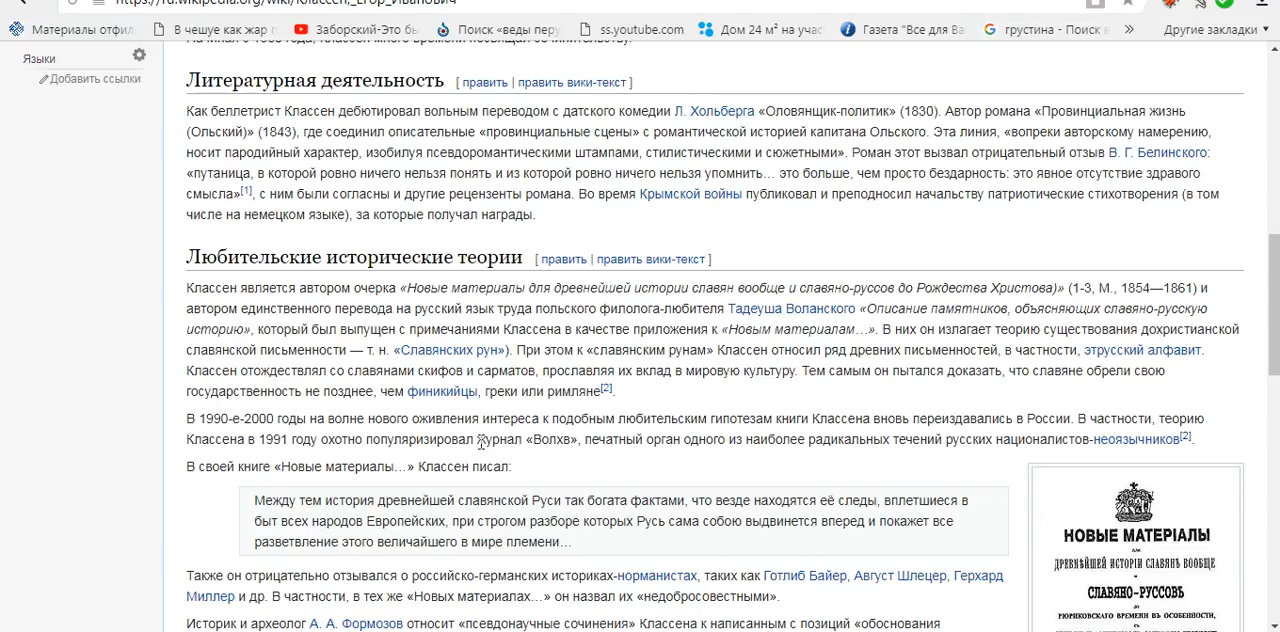 https://ru.wikipedia.org/wiki/Классен,_Егор_Иванович
Материалы отфил
В чешуе как жар г
Заборский-Это бы
Поиск «веды перу
ss.youtube.com
Дом 24 м² на учас
Газета "Все для Ва
грустина - Поиск в
»
Другие закладки
Языки
Добавить ссылки
Литературная деятельность [ править | править вики-текст ]
Как беллетрист Классен дебютировал вольным переводом с датского комедии Л. Хольберга «Оловянщик-политик» (1830). Автор романа «Провинциальная жизнь
(Ольский)» (1843), где соединил описательные «провинциальные сцены» с романтической историей капитана Ольского. Эта линия, «вопреки авторскому намерению,
носит пародийный характер, изобилуя псевдоромантическими штампами, стилистическими и сюжетными». Роман этот вызвал отрицательный отзыв В. Г. Белинского:
«путаница, в которой ровно ничего нельзя понять и из которой ровно ничего нельзя упомнить… это больше, чем просто бездарность: это явное отсутствие здравого
смысла»[1], с ним были согласны и другие рецензенты романа. Во время Крымской войны публиковал и преподносил начальству патриотические стихотворения (в том
числе на немецком языке), за которые получал награды.
Любительские исторические теории [ править | править вики-текст ]
Классен является автором очерка «Новые материалы для древнейшей истории славян вообще и славяно-руссов до Рождества Христова)» (1-3, М., 1854—1861) и
автором единственного перевода на русский язык труда польского филолога-любителя Тадеуша Воланского «Описание памятников, объясняющих славяно-русскую
историю», который был выпущен с примечаниями Классена в качестве приложения к «Новым материалам…». В них он излагает теорию существования дохристианской
славянской письменности — т. н. «Славянских рун»). При этом к «славянским рунам» Классен относил ряд древних письменностей, в частности, этрусский алфавит.
Классен отождествлял со славянами скифов и сарматов, прославляя их вклад в мировую культуру. Тем самым он пытался доказать, что славяне обрели свою
государственность не позднее, чем финикийцы, греки или римляне[2].
В 1990-е-2000 годы на волне нового оживления интереса к подобным любительским гипотезам книги Классена вновь переиздавались в России. В частности, теорию
Классена в 1991 году охотно популяризировал журнал «Волхв», печатный орган одного из наиболее радикальных течений русских националистов-неоязычников[2].
В своей книге «Новые материалы…» Классен писал:
Между тем история древнейшей славянской Руси так богата фактами, что везде находятся её следы, вплетшиеся в
быт всех народов Европейских, при строгом разборе которых Русь сама собою выдвинется вперед и покажет все
разветвление этого величайшего в мире племени…
Также он отрицательно отзывался о российско-германских историках-норманистах, таких как Готлиб Байер, Август Шлецер, Герхард
Миллер и др. В частности, в тех же «Новых материалах…» он назвал их «недобросовестными».
Историк и археолог А. А. Формозов относит «псевдонаучные сочинения» Классена к написанным с позиций «обоснования
НОВЫЕ МАТЕРІАЛЫ
для
ДРЕВНѢЙШЕЙ ИСТОРІИ СЛАВЯНЪ ВООБЩЕ
и
СЛАВЯНО-РУССОВЪ
до
РЮРИКОВСКАГО ВРЕМЕНИ ВЪ ОСОБЕННОСТИ,